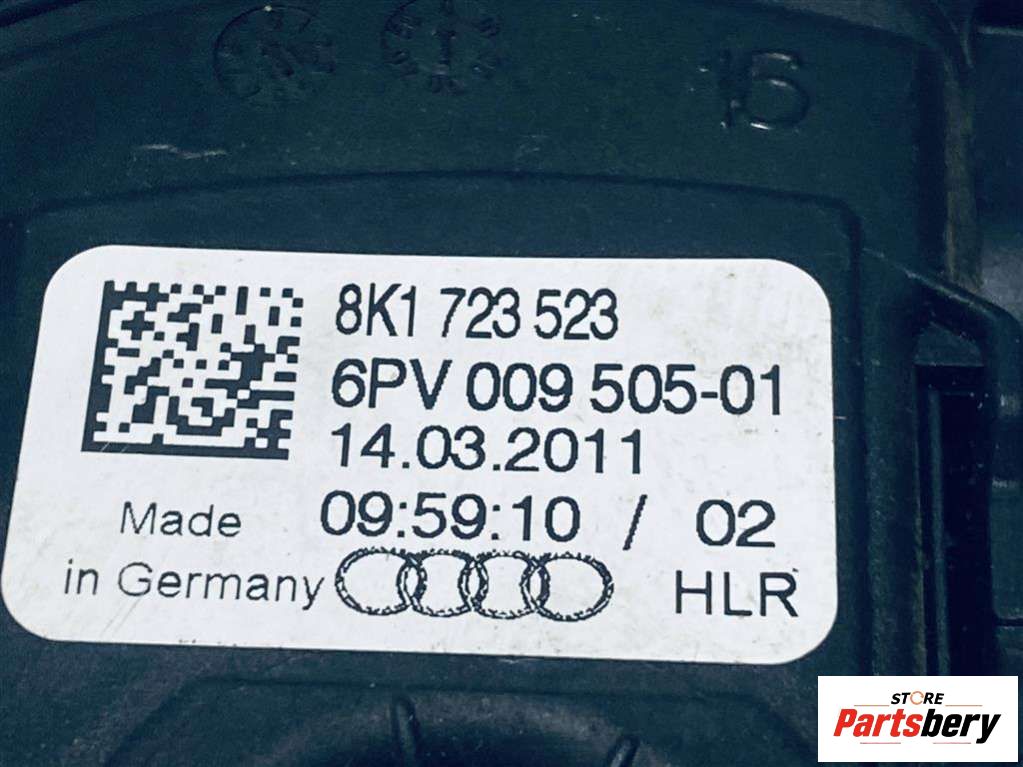 16
8K1 723 523
6PV 009 505-01
14.03.2011
Made 09:59:10 / 02
in Germany HLR
STORE
Partsbery